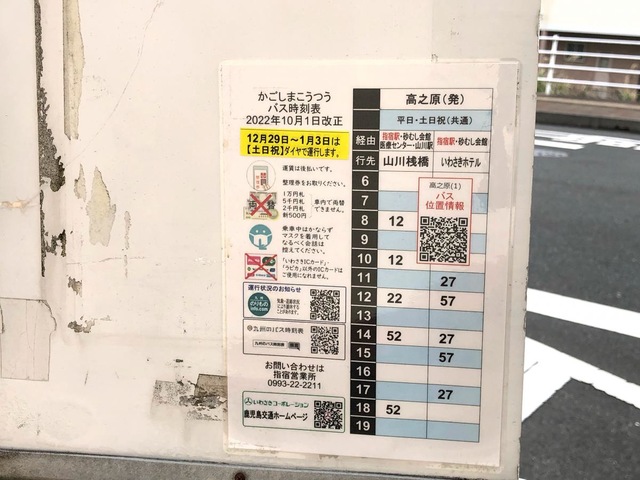 かごしまこうつう
バス時刻表
2022年10月1日改正
12月29日～1月3日は
【土日祝】ダイヤで運行します。
運賃は後払いです。
整理券をお取りください。
1万円札
5千円札
2千円札
新500円
車内で両替
できません。
乗車中はかならず
マスクを着用して
なるべく会話は
控えてください。
「いわさきICカード」・
「ラピカ」以外のICカードは
ご使用になれません。
運行状況のお知らせ
九州のバス時刻表
お問い合わせは
指宿営業所
0993-22-2211
いわさきコーポレーション
鹿児島交通ホームページ
高之原(発)
平日・土日祝(共通)
経由 指宿駅・砂むし会館 医療センター・山川駅 指宿駅・砂むし会館
行先 山川桟橋 いわさきホテル
6
7
8 12
9
10 12
11 27
12 22 57
13
14 52 27
15 57
16
17 27
18 52
19
高之原(1)
バス
位置情報